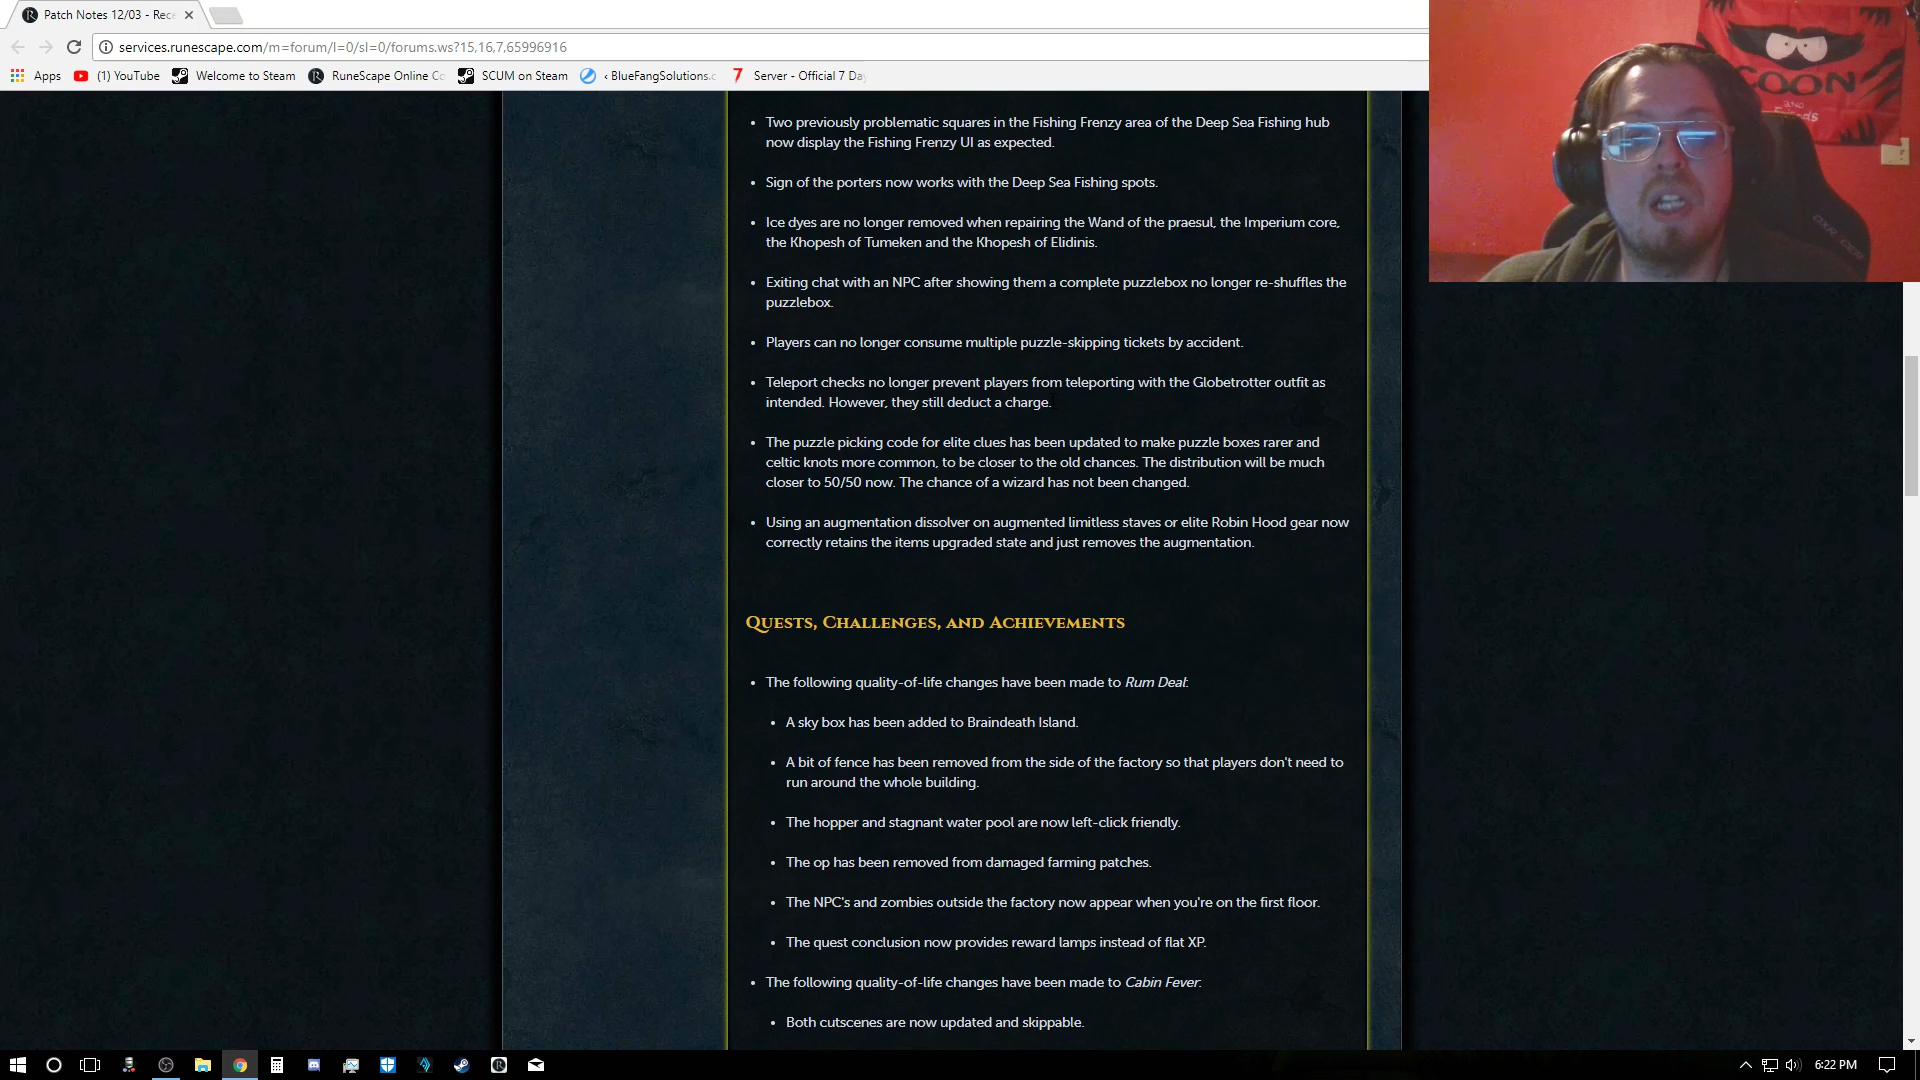 Patch Notes 12/03 - Rec
services.runescape.com/m=forum/l=0/sl=0/forums.ws?15,16,7,65996916
Apps
(1) YouTube
Welcome to Steam
RuneScape Online Co
SCUM on Steam
‹ BlueFangSolutions.c
Server - Official 7 Day
COON
AND
Friends
• Two previously problematic squares in the Fishing Frenzy area of the Deep Sea Fishing hub
now display the Fishing Frenzy UI as expected.
• Sign of the porters now works with the Deep Sea Fishing spots.
• Ice dyes are no longer removed when repairing the Wand of the praesul, the Imperium core,
the Khopesh of Tumeken and the Khopesh of Elidinis.
• Exiting chat with an NPC after showing them a complete puzzlebox no longer re-shuffles the
puzzlebox.
• Players can no longer consume multiple puzzle-skipping tickets by accident.
• Teleport checks no longer prevent players from teleporting with the Globetrotter outfit as
intended. However, they still deduct a charge.
• The puzzle picking code for elite clues has been updated to make puzzle boxes rarer and
celtic knots more common, to be closer to the old chances. The distribution will be much
closer to 50/50 now. The chance of a wizard has not been changed.
• Using an augmentation dissolver on augmented limitless staves or elite Robin Hood gear now
correctly retains the items upgraded state and just removes the augmentation.
Quests, Challenges, and Achievements
• The following quality-of-life changes have been made to Rum Deal:
• A sky box has been added to Braindeath Island.
• A bit of fence has been removed from the side of the factory so that players don't need to
run around the whole building.
• The hopper and stagnant water pool are now left-click friendly.
• The op has been removed from damaged farming patches.
• The NPC's and zombies outside the factory now appear when you're on the first floor.
• The quest conclusion now provides reward lamps instead of flat XP.
• The following quality-of-life changes have been made to Cabin Fever:
• Both cutscenes are now updated and skippable.
6:22 PM